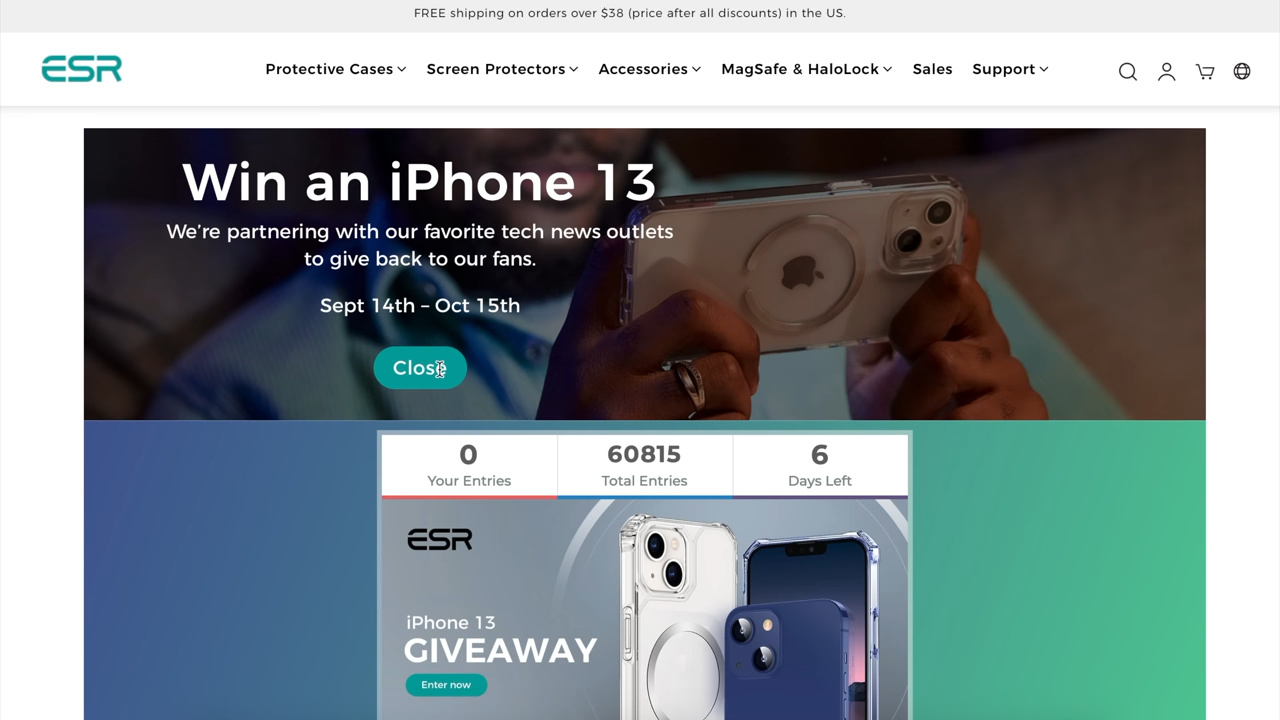 FREE shipping on orders over $38 (price after all discounts) in the US.
ESR
Protective Cases
Screen Protectors
Accessories
MagSafe & HaloLock
Sales
Support
Win an iPhone 13
We're partnering with our favorite tech news outlets
to give back to our fans.
Sept 14th – Oct 15th
Close
0
Your Entries
60815
Total Entries
6
Days Left
ESR
iPhone 13
GIVEAWAY
Enter now